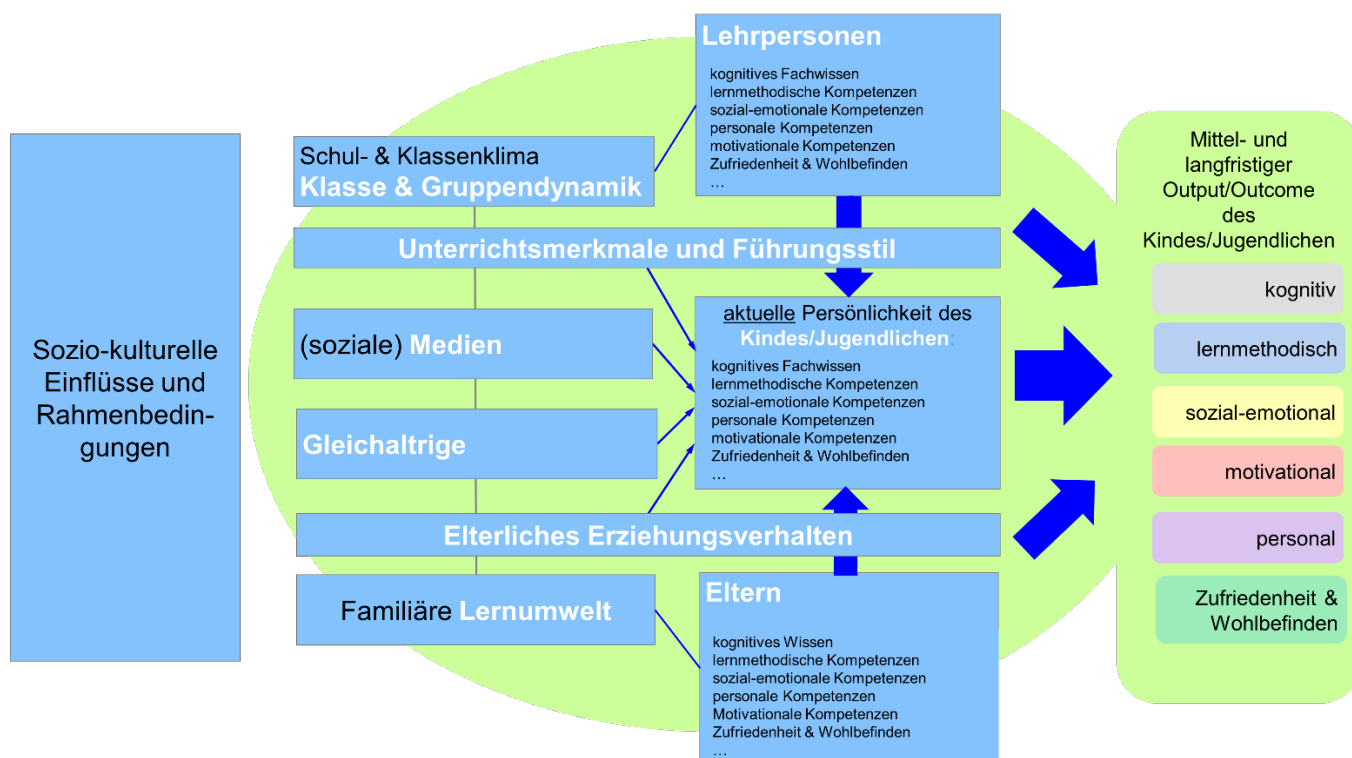 Sozio-kulturelle
Einflüsse und
Rahmenbedin-
gungen
Schul- & Klassenklima
Klasse & Gruppendynamik
Lehrpersonen
kognitives Fachwissen
lernmethodische Kompetenzen
sozial-emotionale Kompetenzen
personale Kompetenzen
motivationale Kompetenzen
Zufriedenheit & Wohlbefinden
…
Unterrichtsmerkmale und Führungsstil
(soziale) Medien
Gleichaltrige
aktuelle Persönlichkeit des
Kindes/Jugendlichen:
kognitives Fachwissen
lernmethodische Kompetenzen
sozial-emotionale Kompetenzen
personale Kompetenzen
motivationale Kompetenzen
Zufriedenheit & Wohlbefinden
…
Elterliches Erziehungsverhalten
Familiäre Lernumwelt
Eltern
kognitives Wissen
lernmethodische Kompetenzen
sozial-emotionale Kompetenzen
personale Kompetenzen
Motivationale Kompetenzen
Zufriedenheit & Wohlbefinden
…
Mittel- und
langfristiger
Output/Outcome
des
Kindes/Jugendlichen
kognitiv
lernmethodisch
sozial-emotional
motivational
personal
Zufriedenheit &
Wohlbefinden